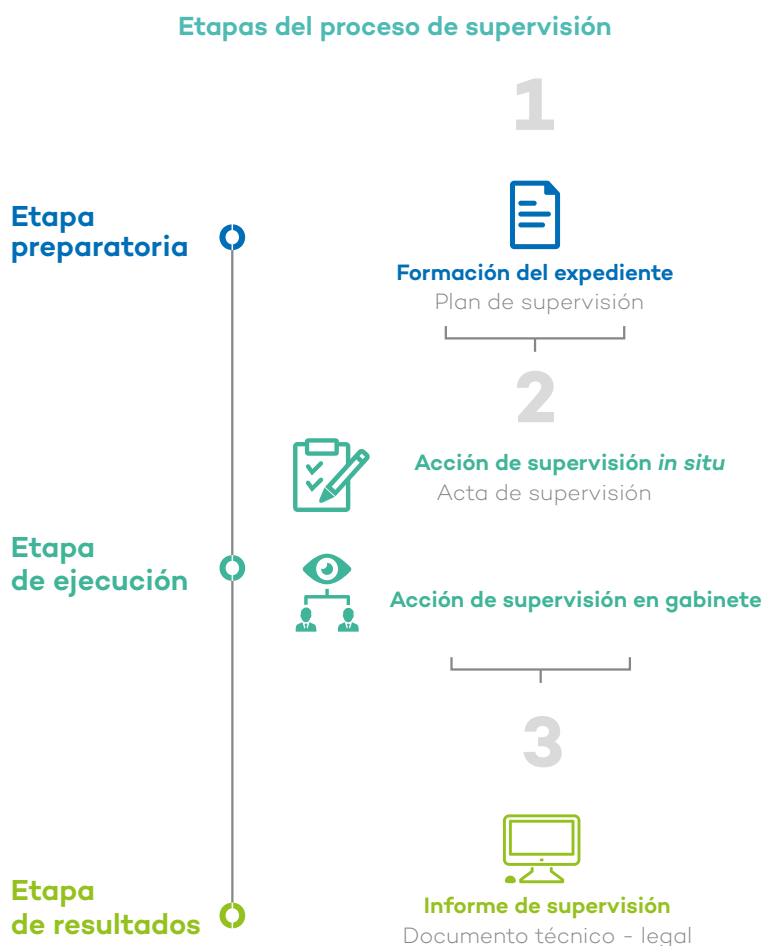 Etapas del proceso de supervisión
1
Etapa
preparatoria
Formación del expediente
Plan de supervisión
2
Acción de supervisión in situ
Acta de supervisión
Etapa
de ejecución
Acción de supervisión en gabinete
3
Etapa
de resultados
Informe de supervisión
Documento técnico - legal